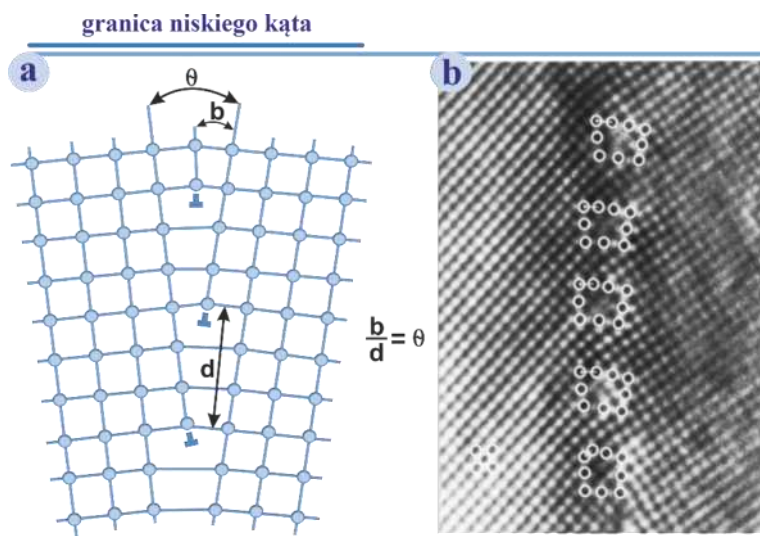 granica niskiego kąta
a
θ
b
d
b
d
= θ
b